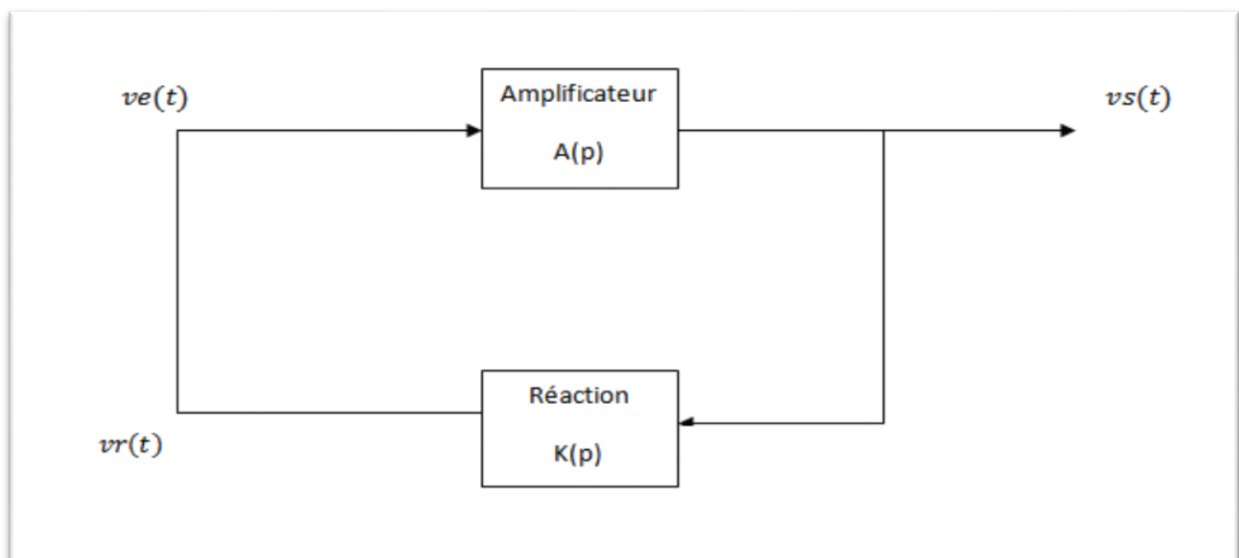 ve(t)
Amplificateur
A(p)
vs(t)
Réaction
K(p)
vr(t)